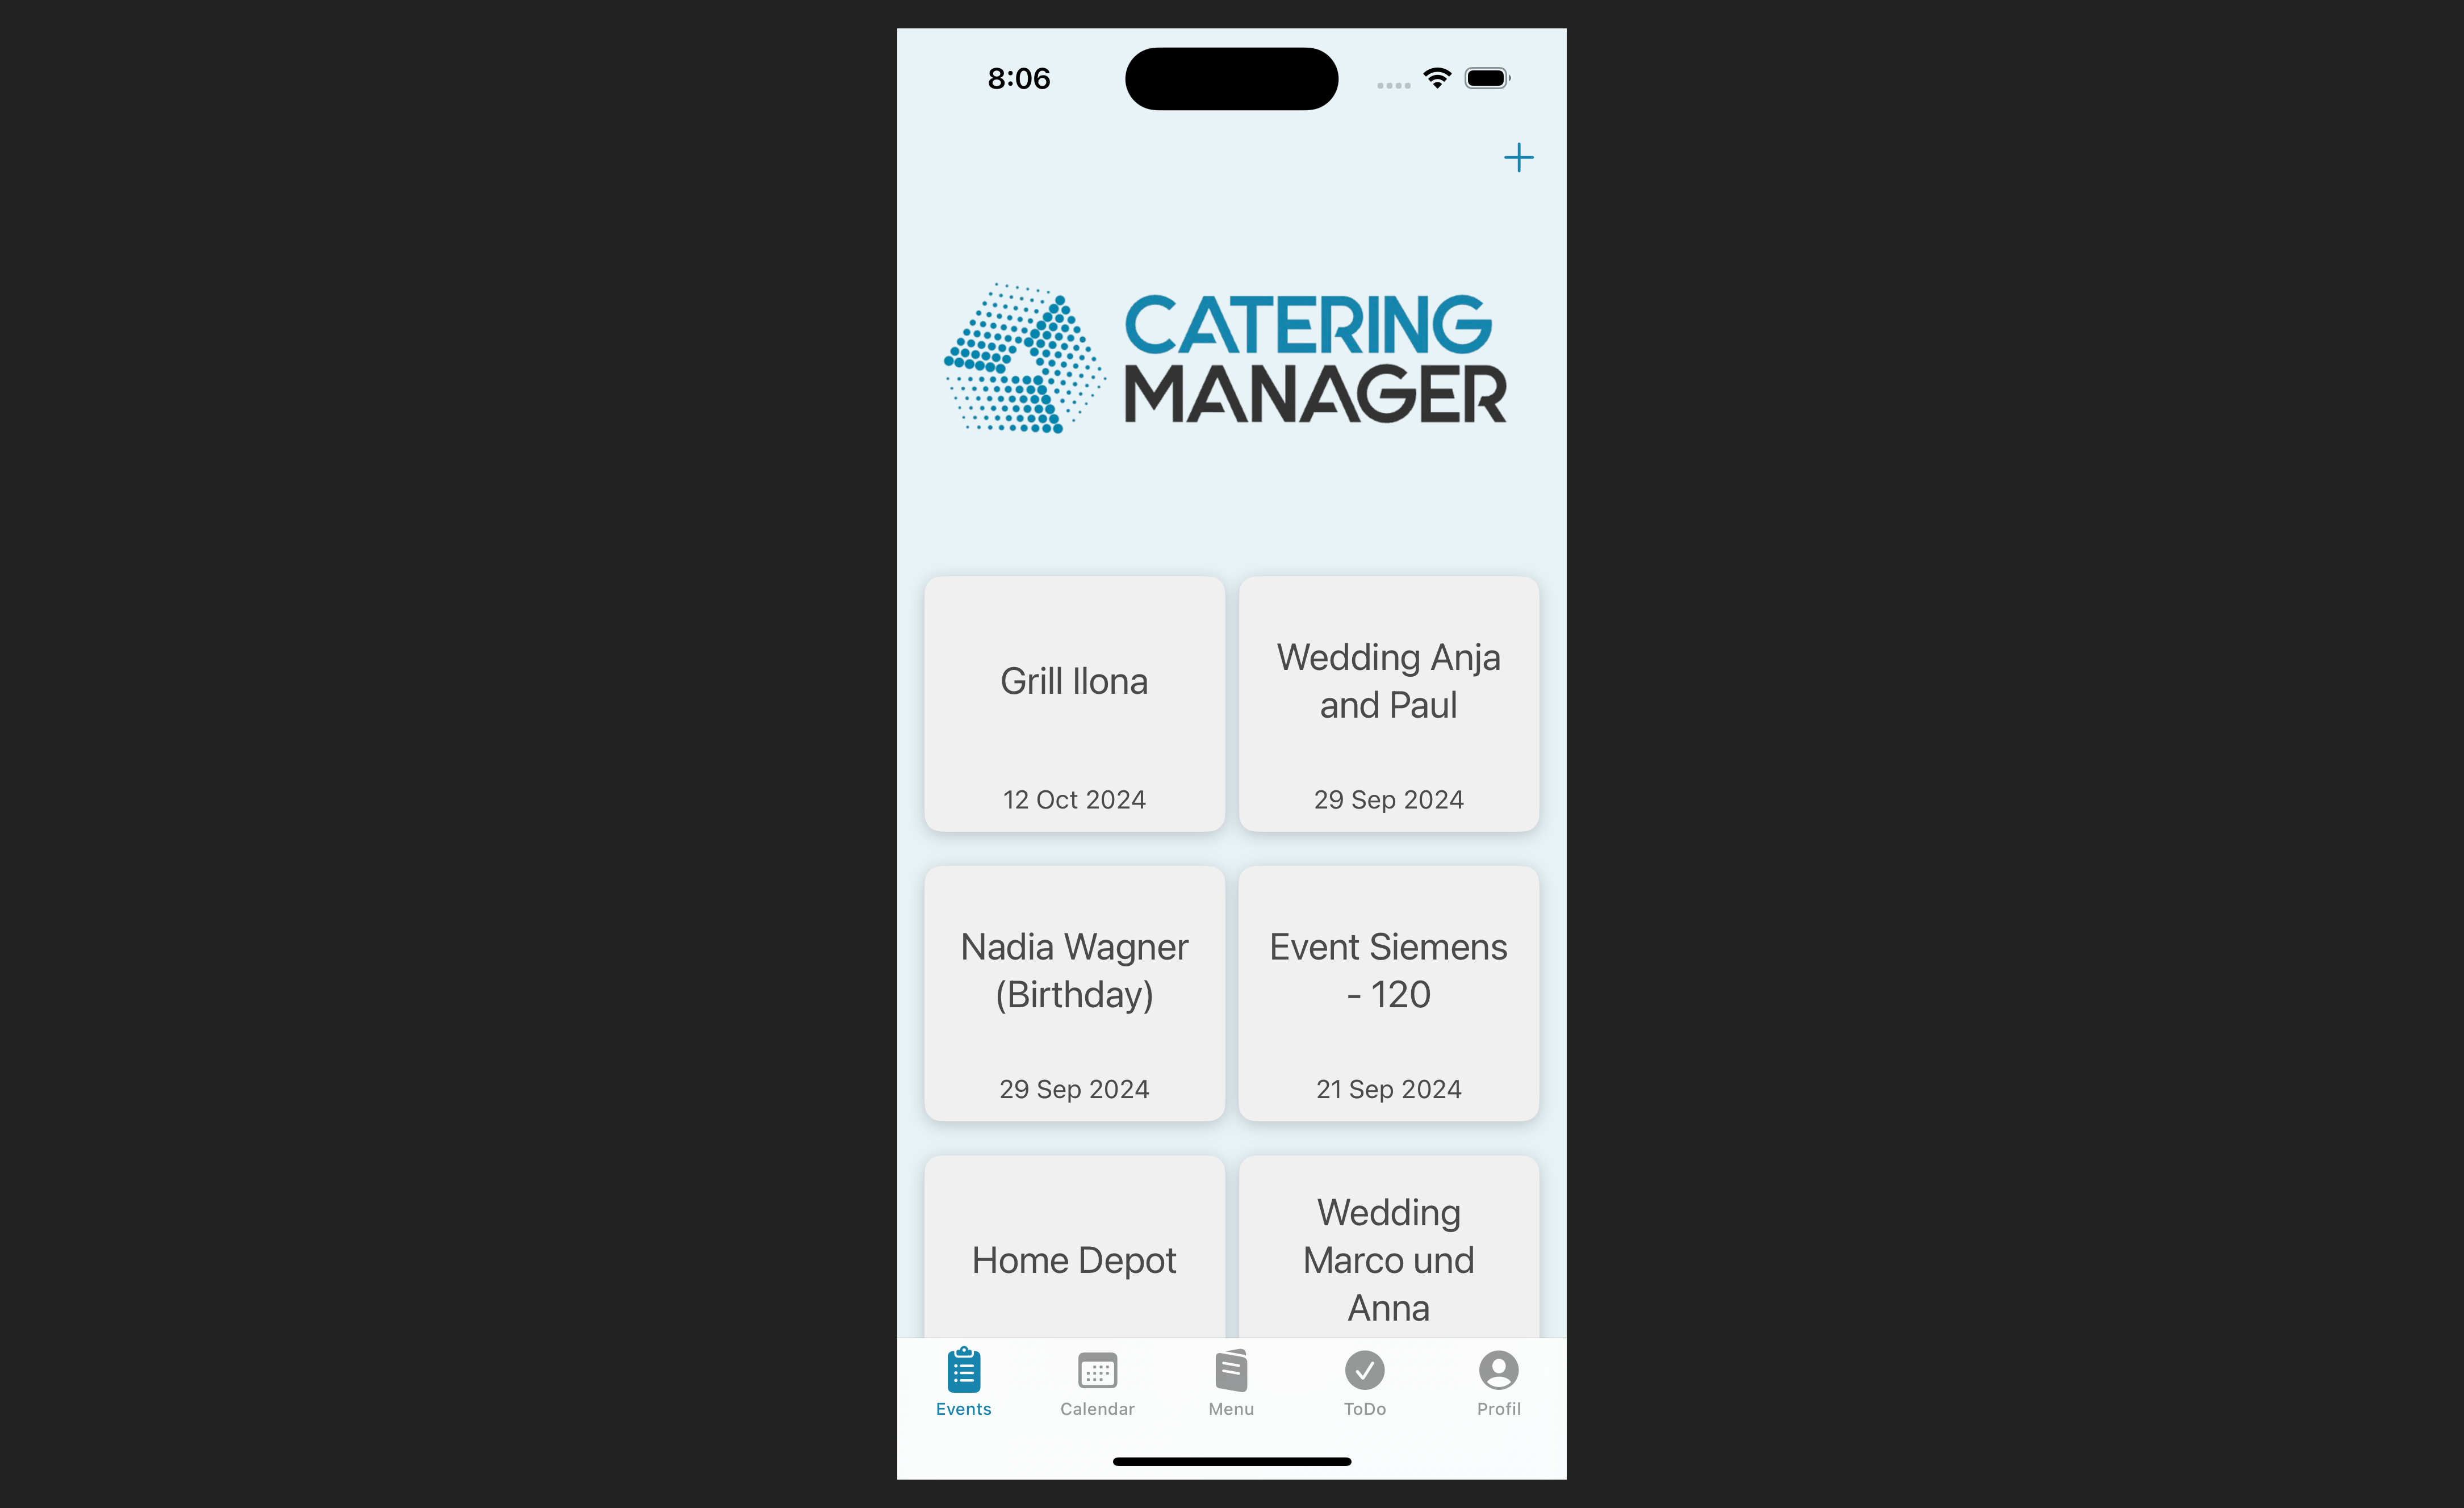 8:06
CATERING
MANAGER
Grill Ilona
12 Oct 2024
Wedding Anja
and Paul
29 Sep 2024
Nadia Wagner
(Birthday)
29 Sep 2024
Event Siemens
- 120
21 Sep 2024
Home Depot
Wedding
Marco und
Anna
Events
Calendar
Menu
ToDo
Profil